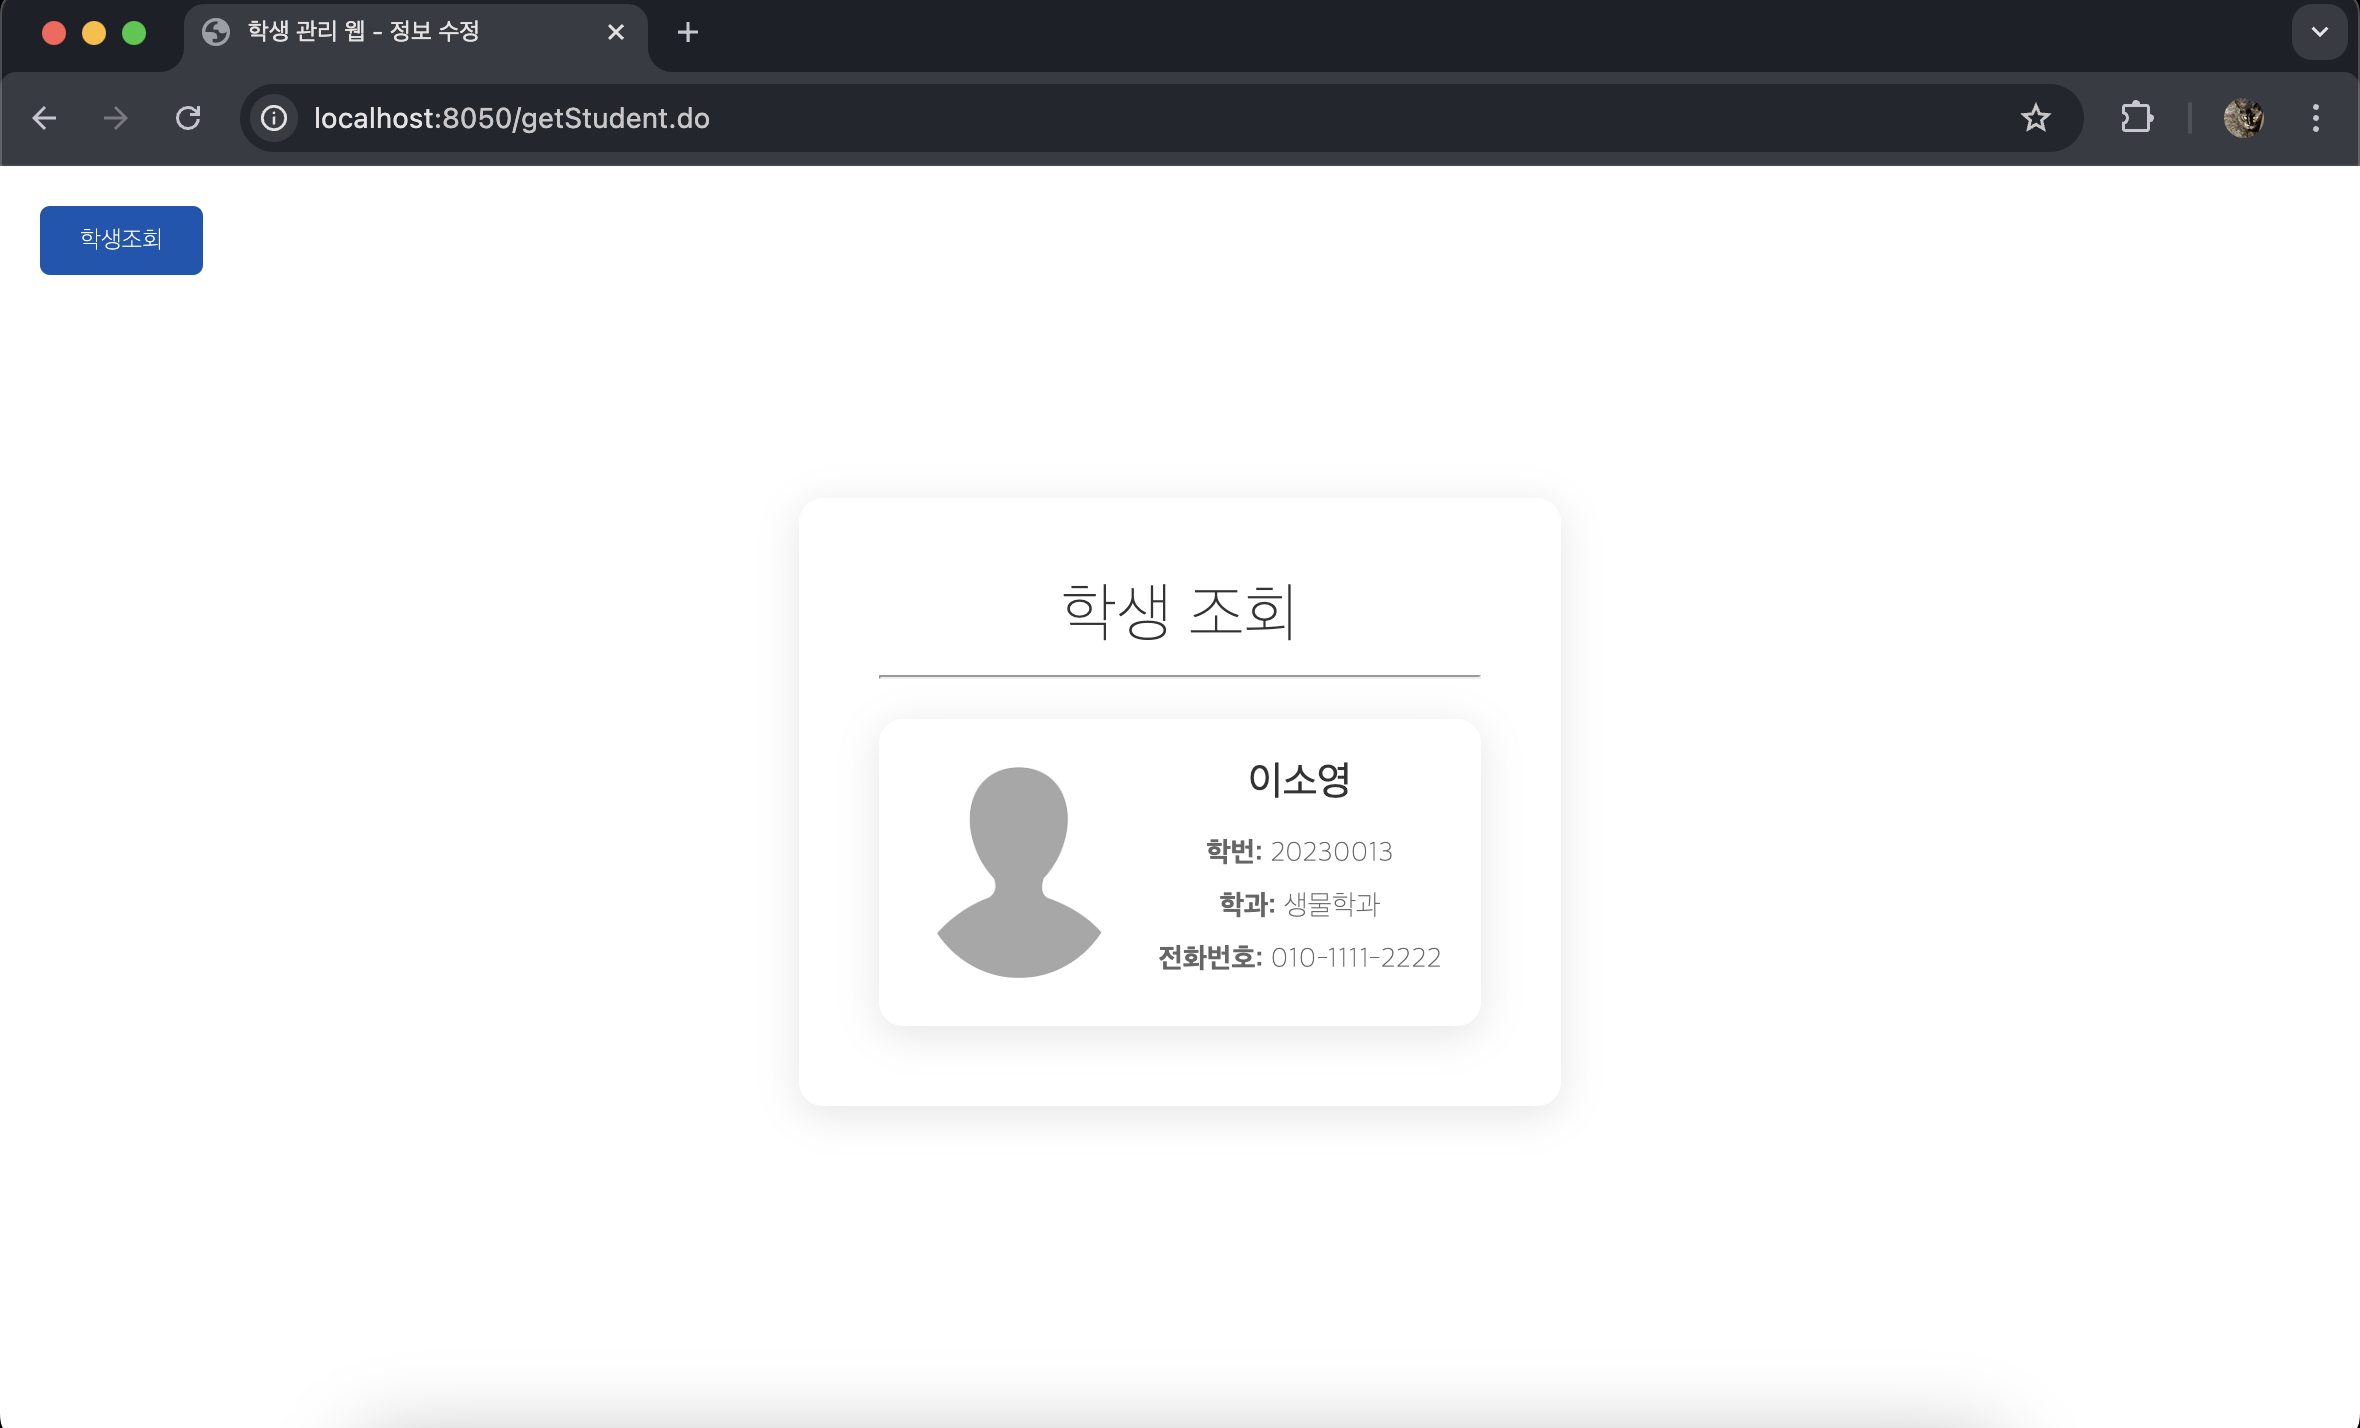 학생 관리 웹 - 정보 수정
localhost:8050/getStudent.do
학생조회
학생 조회
이소영
학번: 20230013
학과: 생물학과
전화번호: 010-1111-2222